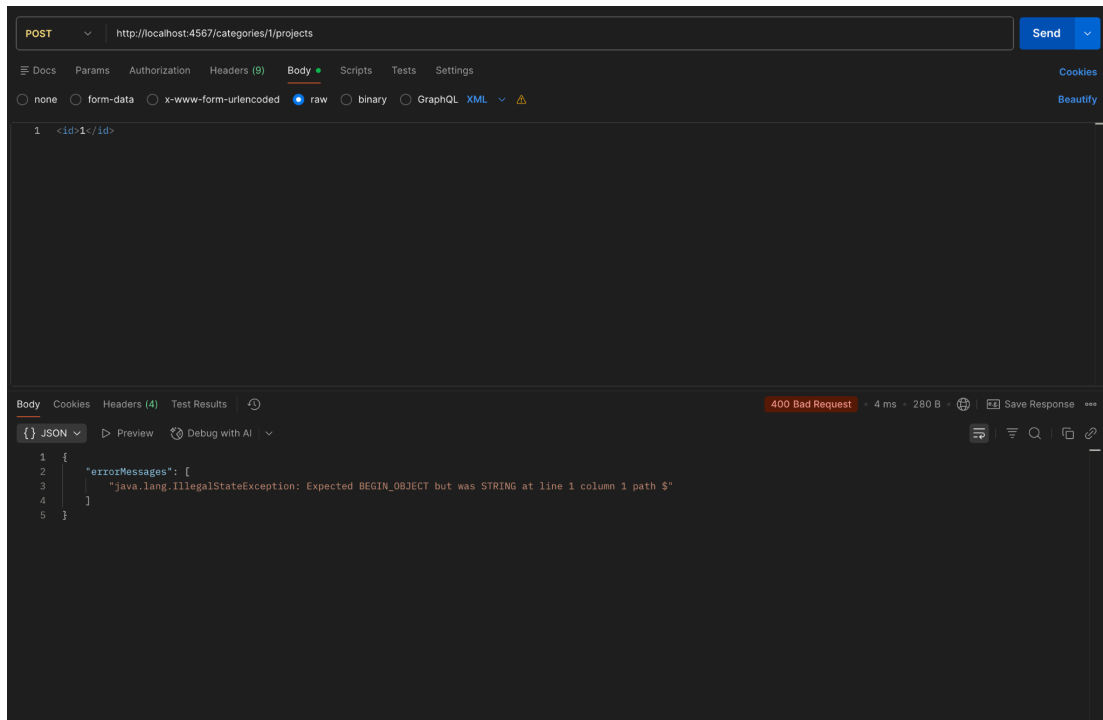 POST http://localhost:4567/categories/1/projects Send
Docs Params Authorization Headers (9) Body Scripts Tests Settings Cookies
none form-data x-www-form-urlencoded raw binary GraphQL XML Beautify
1 <id>1</id>
Body Cookies Headers (4) Test Results 400 Bad Request 4 ms 280 B Save Response
{} JSON Preview Debug with AI
1 {
2 "errorMessages": [
3 "java.lang.IllegalStateException: Expected BEGIN_OBJECT but was STRING at line 1 column 1 path $"
4 ]
5 }